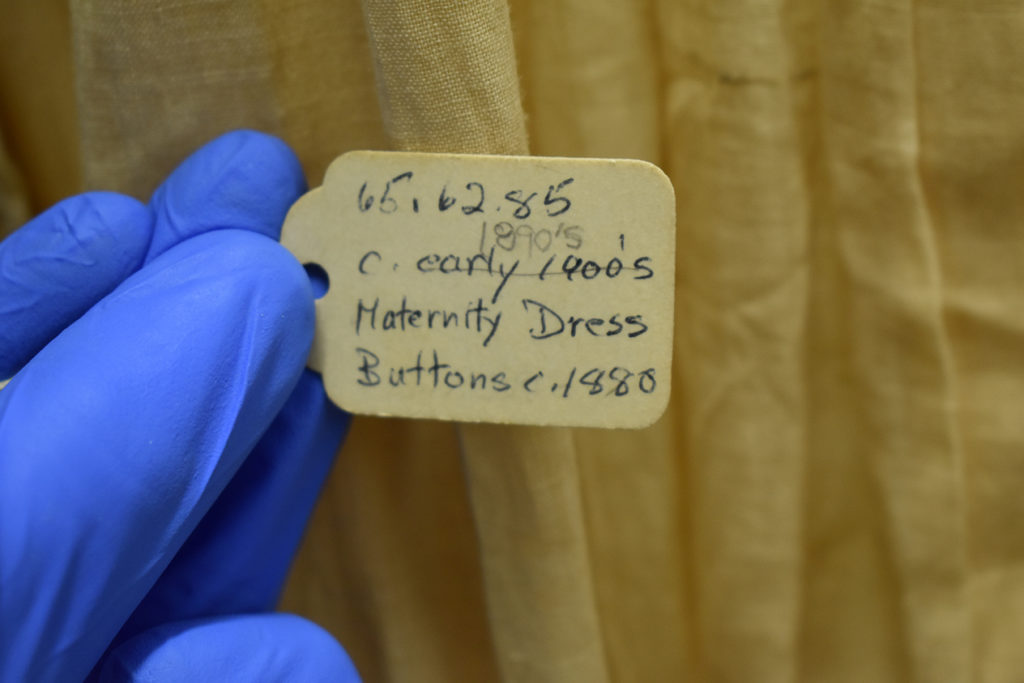 65.62.85
1890's
c. early 1900's
Maternity Dress
Buttons c. 1880